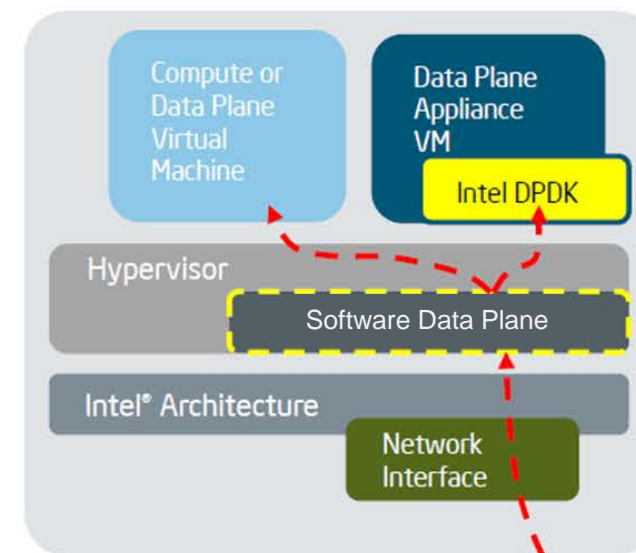 Compute or
Data Plane
Virtual
Machine
Data Plane
Appliance
VM
Intel DPDK
Hypervisor
Software Data Plane
Intel® Architecture
Network
Interface